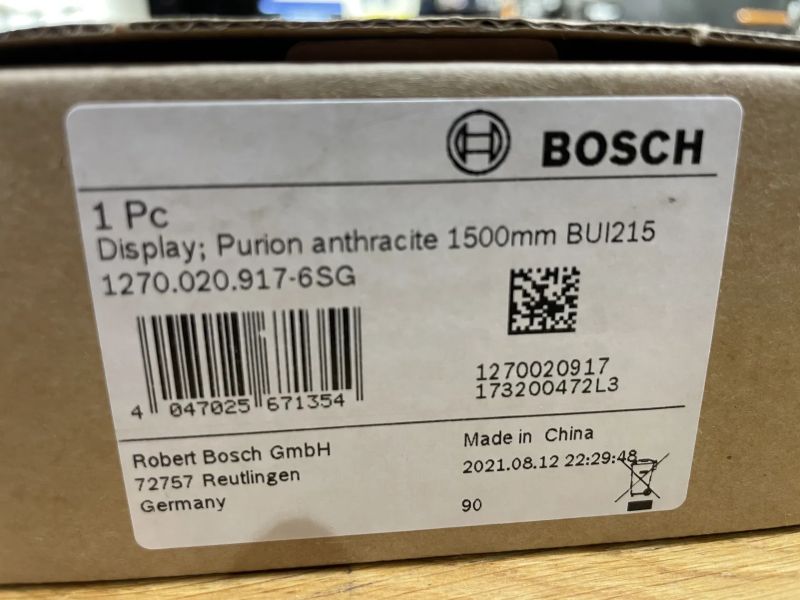 BOSCH
1 Pc
Display; Purion anthracite 1500mm BUI215
1270.020.917-6SG
4 047025 671354
1270020917
173200472L3
Robert Bosch GmbH
72757 Reutlingen
Germany
Made in China
2021.08.12 22:29:48
90